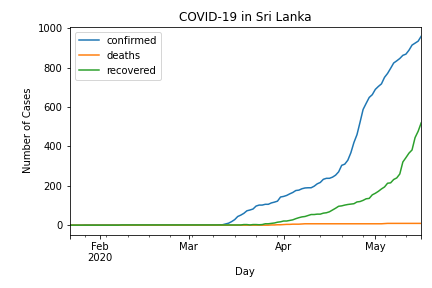 COVID-19 in Sri Lanka
1000
800
600
400
200
0
Number of Cases
confirmed
deaths
recovered
Feb
2020
Mar
Apr
May
Day